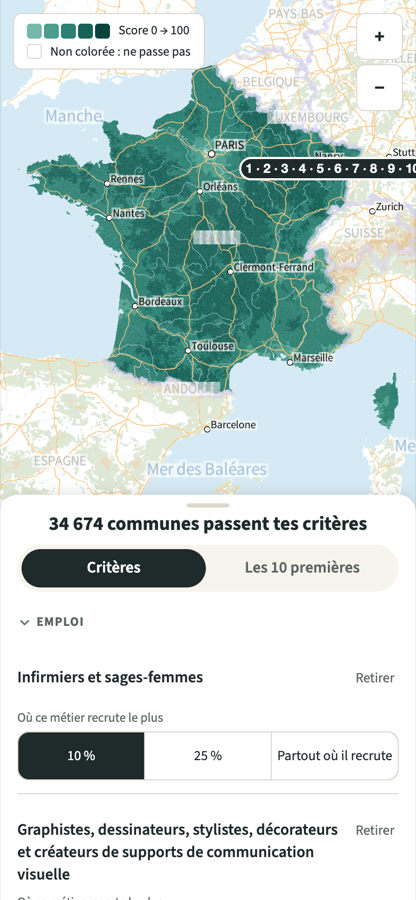 PAYS-BAS
Score 0 → 100
Non colorée : ne passe pas
+
−
BELGIQUE
LUXEMBOURG
Manche
PARIS
Nancy
Stutt
1 · 2 · 3 · 4 · 5 · 6 · 7 · 8 · 9 · 10
Rennes
Orléans
Nantes
Zurich
SUISSE
Clermont-Ferrand
Bordeaux
Toulouse
Marseille
ANDORRE
Barcelone
Me
ESPAGNE
Mer des Baléares
34 674 communes passent tes critères
Critères
Les 10 premières
EMPLOI
Infirmiers et sages-femmes
Retirer
Où ce métier recrute le plus
10 %
25 %
Partout où il recrute
Graphistes, dessinateurs, stylistes, décorateurs
Retirer
et créateurs de supports de communication
visuelle